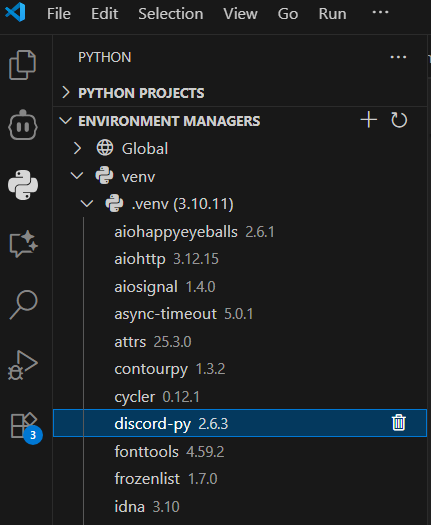 File Edit Selection View Go Run ···
PYTHON ···
PYTHON PROJECTS
ENVIRONMENT MANAGERS
Global
venv
.venv (3.10.11)
aiohappyeyeballs 2.6.1
aiohttp 3.12.15
aiosignal 1.4.0
async-timeout 5.0.1
attrs 25.3.0
contourpy 1.3.2
cycler 0.12.1
discord-py 2.6.3
3
fonttools 4.59.2
frozenlist 1.7.0
idna 3.10